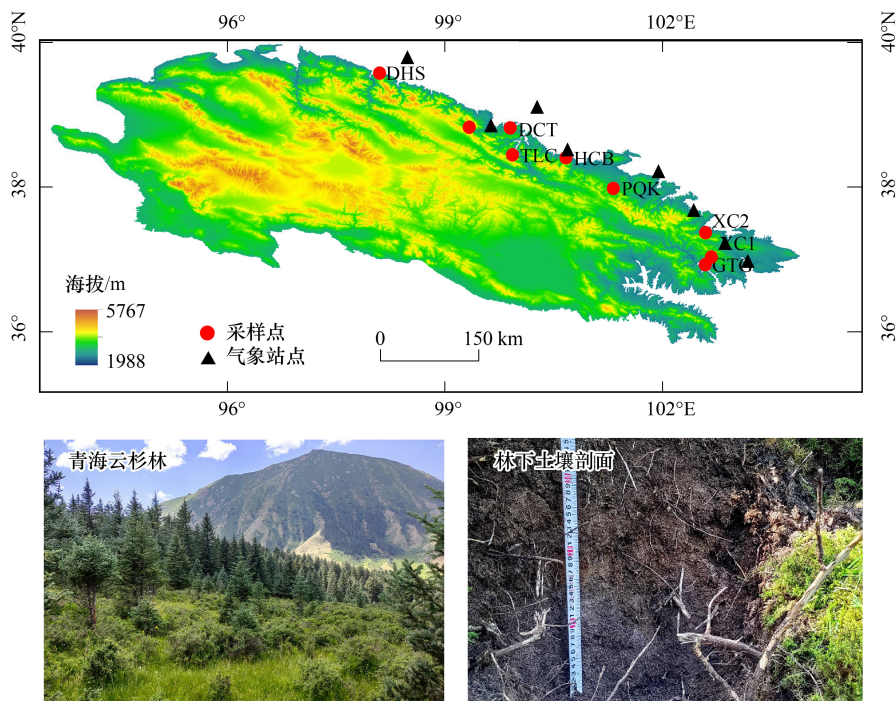 96°
99°
102°E
40°N
40°N
DHS
DCT
TLC
HCB
38°
38°
PQK
XC2
XC1
GTG
海拔/m
5767
1988
采样点
气象站点
0
150 km
36°
36°
96°
99°
102°E
青海云杉林
林下土壤剖面